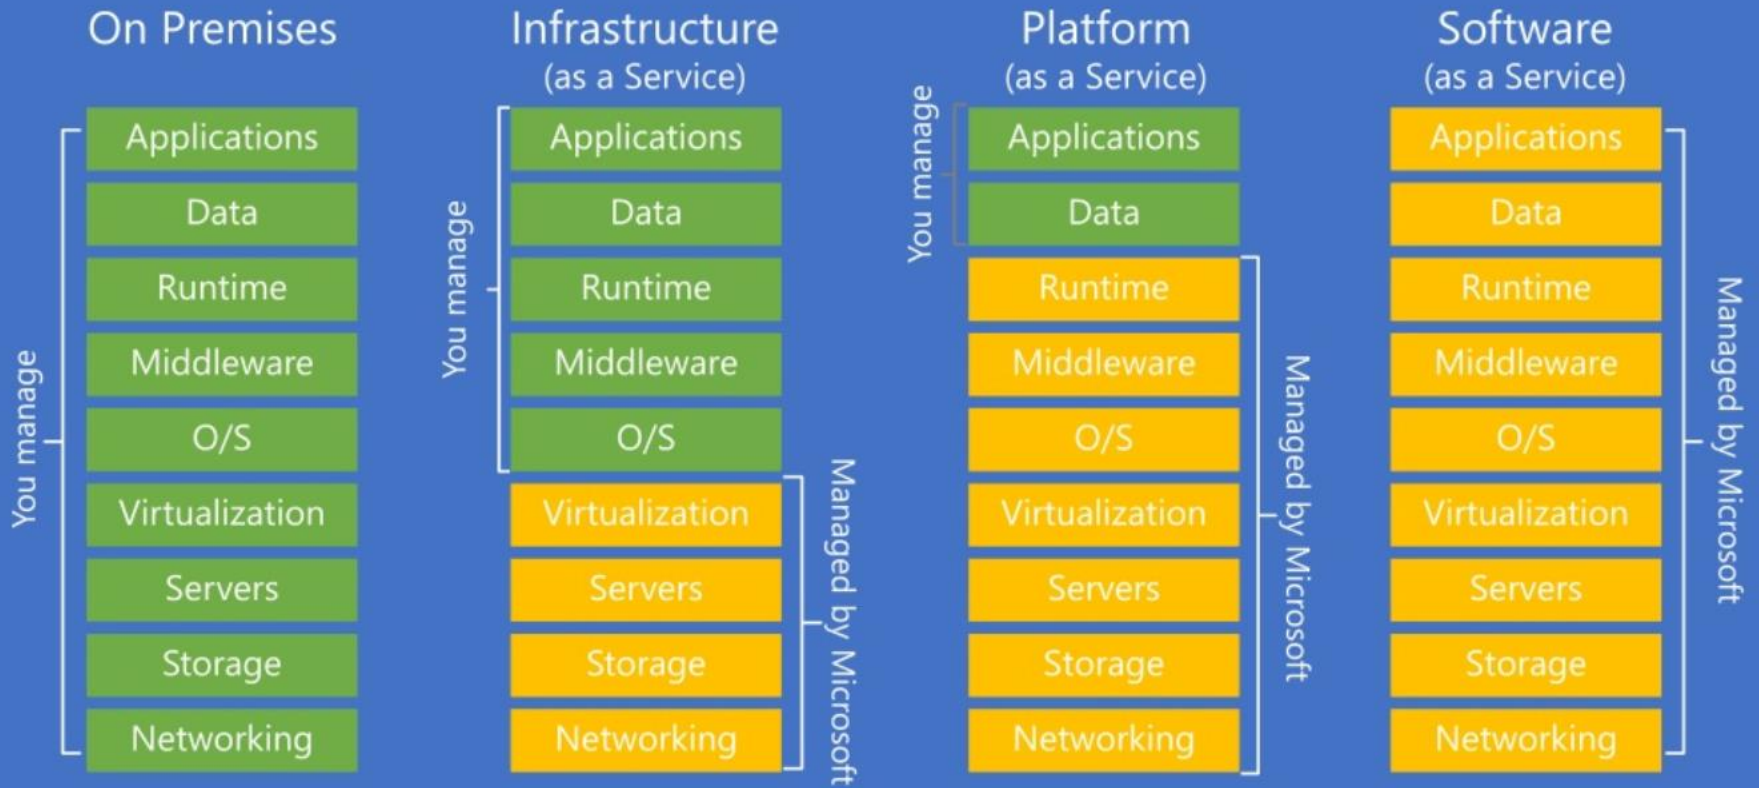 On Premises
You manage
Applications
Data
Runtime
Middleware
O/S
Virtualization
Servers
Storage
Networking
Infrastructure
(as a Service)
You manage
Applications
Data
Runtime
Middleware
O/S
Virtualization
Servers
Storage
Networking
Managed by Microsoft
Platform
(as a Service)
You manage
Applications
Data
Runtime
Middleware
O/S
Virtualization
Servers
Storage
Networking
Managed by Microsoft
Software
(as a Service)
Applications
Data
Runtime
Middleware
O/S
Virtualization
Servers
Storage
Networking
Managed by Microsoft